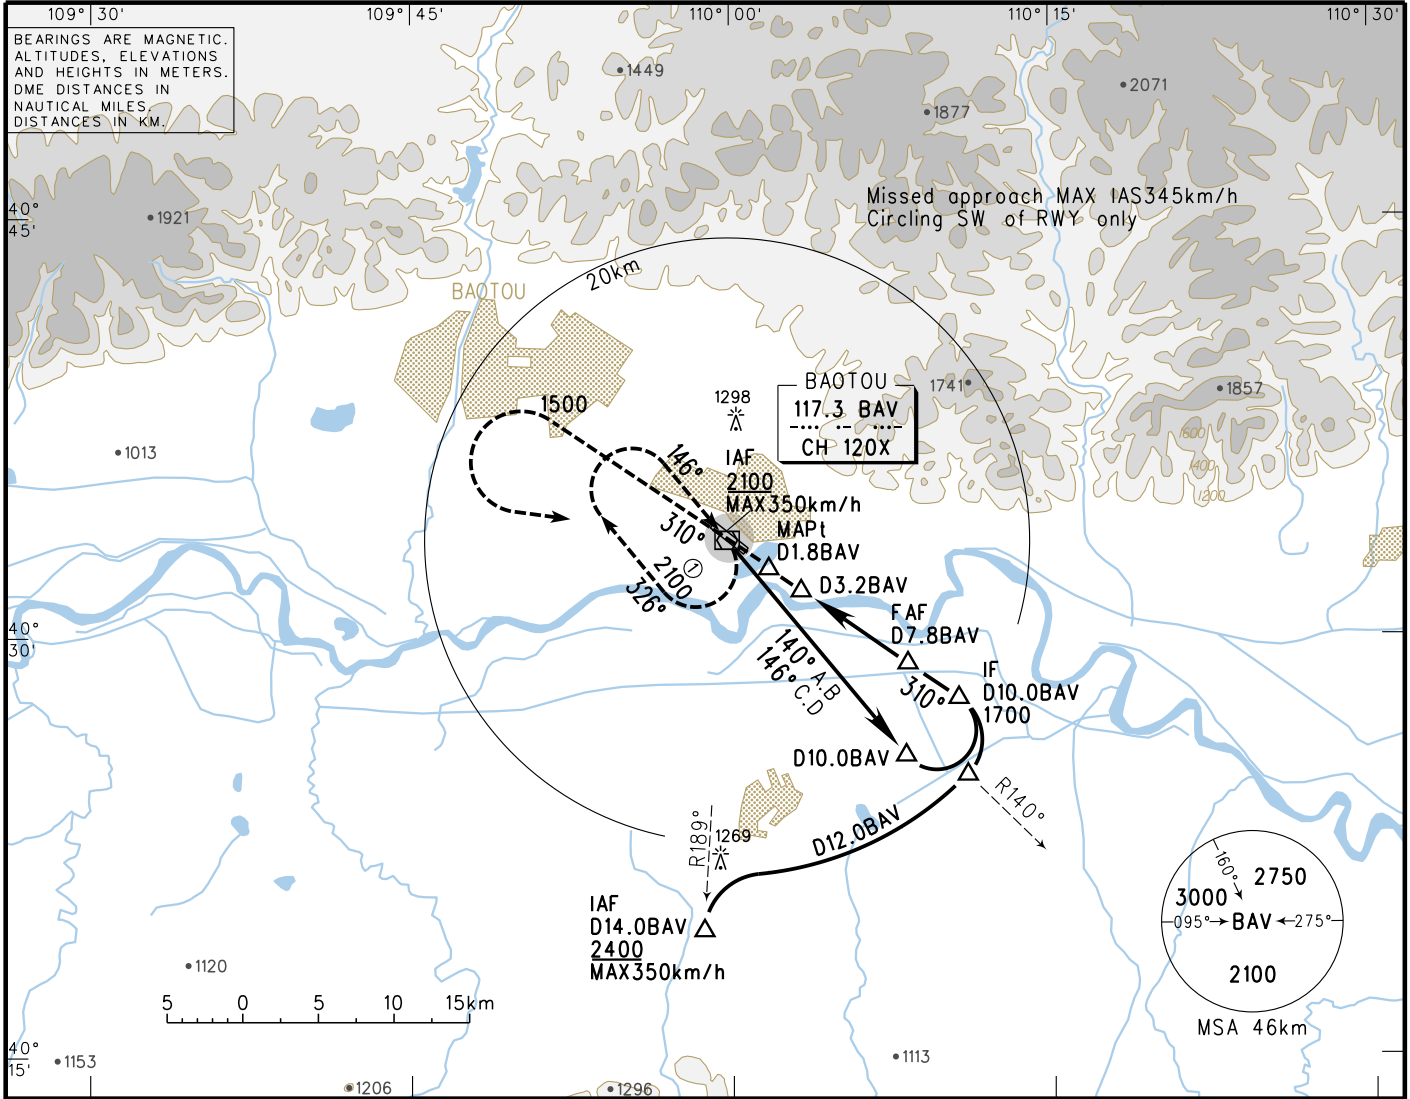 109° 30'
109° 45'
110° 00'
110° 15'
110° 30'
BEARINGS ARE MAGNETIC.
ALTITUDES, ELEVATIONS
AND HEIGHTS IN METERS.
DME DISTANCES IN
NAUTICAL MILES.
DISTANCES IN KM.
1449
2071
1877
Missed approach MAX IAS345km/h
Circling SW of RWY only
40°
45'
1921
20km
BAOTOU
1741
1857
BAOTOU
117.3 BAV
CH 120X
1298
1500
1013
1600
1400
1200
146°
IAF
2100
MAX350km/h
310°
MAPt
D1.8BAV
1
2100
326°
D3.2BAV
FAF
D7.8BAV
40°
30'
140° A.B
146° C.D
310°
IF
D10.0BAV
1700
D10.0BAV
R140°
D12.0BAV
R189°
1269
IAF
D14.0BAV
2400
MAX350km/h
160°
2750
3000
095°
BAV
275°
2100
MSA 46km
1120
5 0 5 10 15km
40°
15'
1153
1206
1296
1113